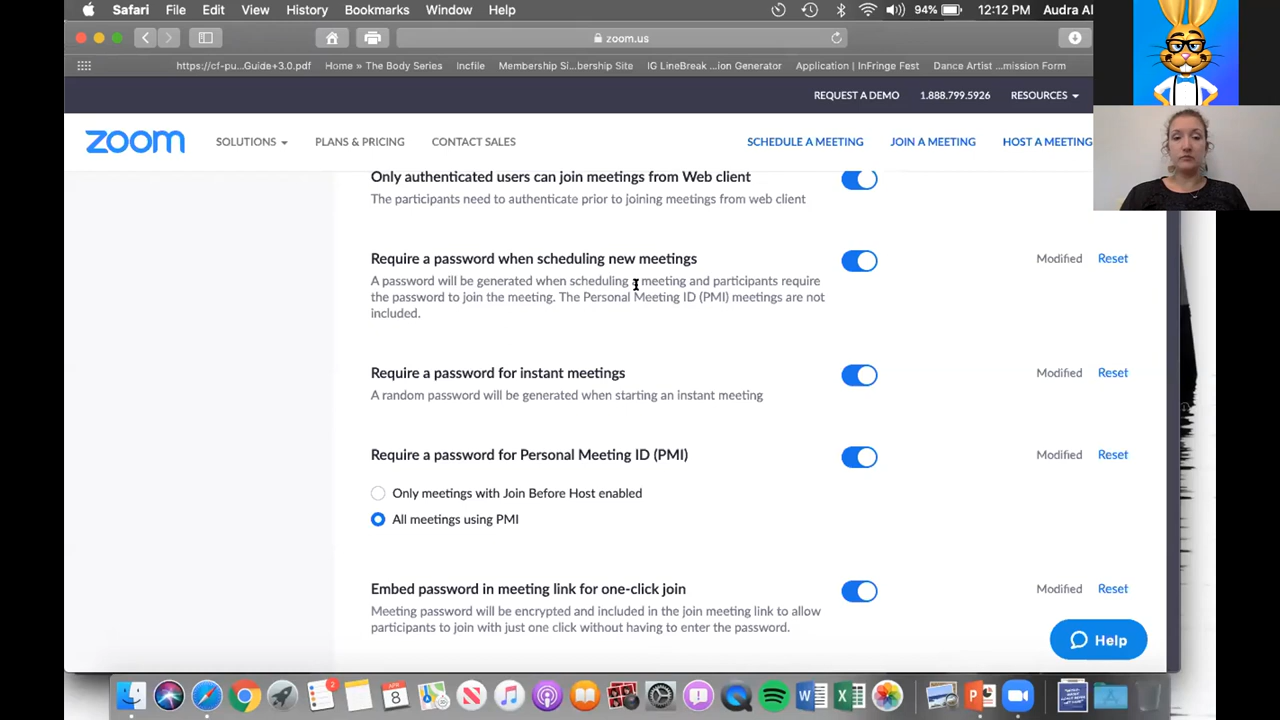 Safari File Edit View History Bookmarks Window Help 94% 12:12 PM Audra Al
zoom.us
https://cf-pu...Guide+3.0.pdf Home » The Body Series Membership Si...bership Site IG LineBreak ...ion Generator Application | InFringe Fest Dance Artist ...mission Form
REQUEST A DEMO 1.888.799.5926 RESOURCES
zoom SOLUTIONS PLANS & PRICING CONTACT SALES SCHEDULE A MEETING JOIN A MEETING HOST A MEETING
Only authenticated users can join meetings from Web client
The participants need to authenticate prior to joining meetings from web client
Require a password when scheduling new meetings Modified Reset
A password will be generated when scheduling a meeting and participants require
the password to join the meeting. The Personal Meeting ID (PMI) meetings are not
included.
Require a password for instant meetings Modified Reset
A random password will be generated when starting an instant meeting
Require a password for Personal Meeting ID (PMI) Modified Reset
Only meetings with Join Before Host enabled
All meetings using PMI
Embed password in meeting link for one-click join Modified Reset
Meeting password will be encrypted and included in the join meeting link to allow
participants to join with just one click without having to enter the password.
Help
2
APR
8